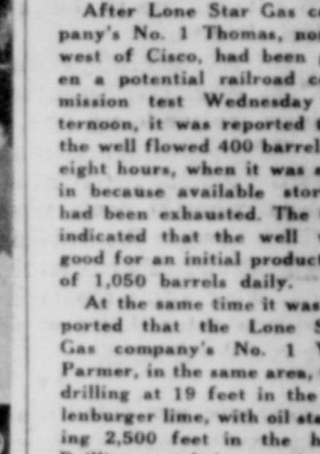 After Lone Star Gas c
pany's No. 1 Thomas, no
west of Cisco, had been
en a potential railroad c
mission test Wednesday
ternoon, it was reported t
the well flowed 400 barrel
eight hours, when it was s
in because available stor
had been exhausted. The
indicated that the well
good for an initial product
of 1,050 barrels daily.
At the same time it was
ported that the Lone S
Gas company's No. 1
Parmer, in the same area,
drilling at 19 feet in the
lenburger lime, with oil sta
ing 2,500 feet in the h